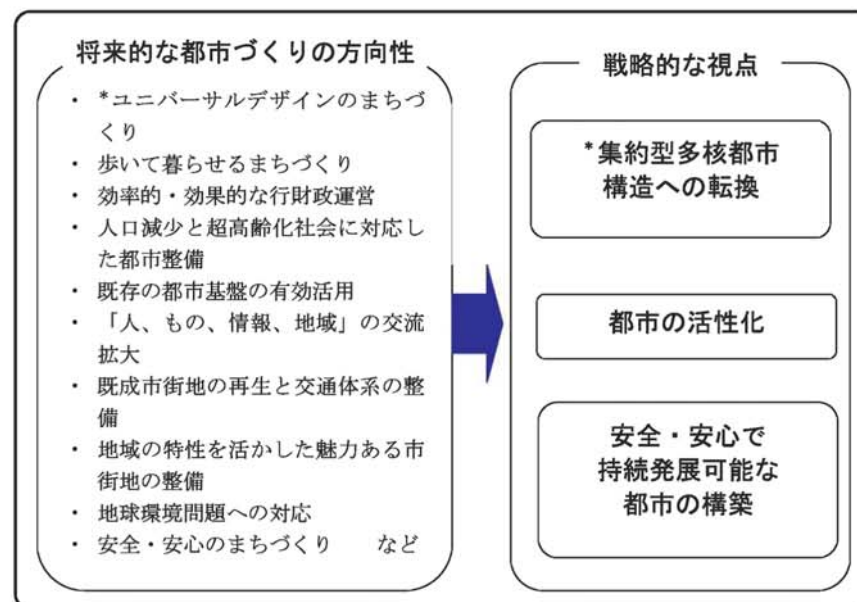 将来的な都市づくりの方向性
・ *ユニバーサルデザインのまちづ
くり
・ 歩いて暮らせるまちづくり
・ 効率的・効果的な行財政運営
・ 人口減少と超高齢化社会に対応し
た都市整備
・ 既存の都市基盤の有効活用
・ 「人、もの、情報、地域」の交流
拡大
・ 既成市街地の再生と交通体系の整
備
・ 地域の特性を活かした魅力ある市
街地の整備
・ 地球環境問題への対応
・ 安全・安心のまちづくり　など
戦略的な視点
*集約型多核都市
構造への転換
都市の活性化
安全・安心で
持続発展可能な
都市の構築